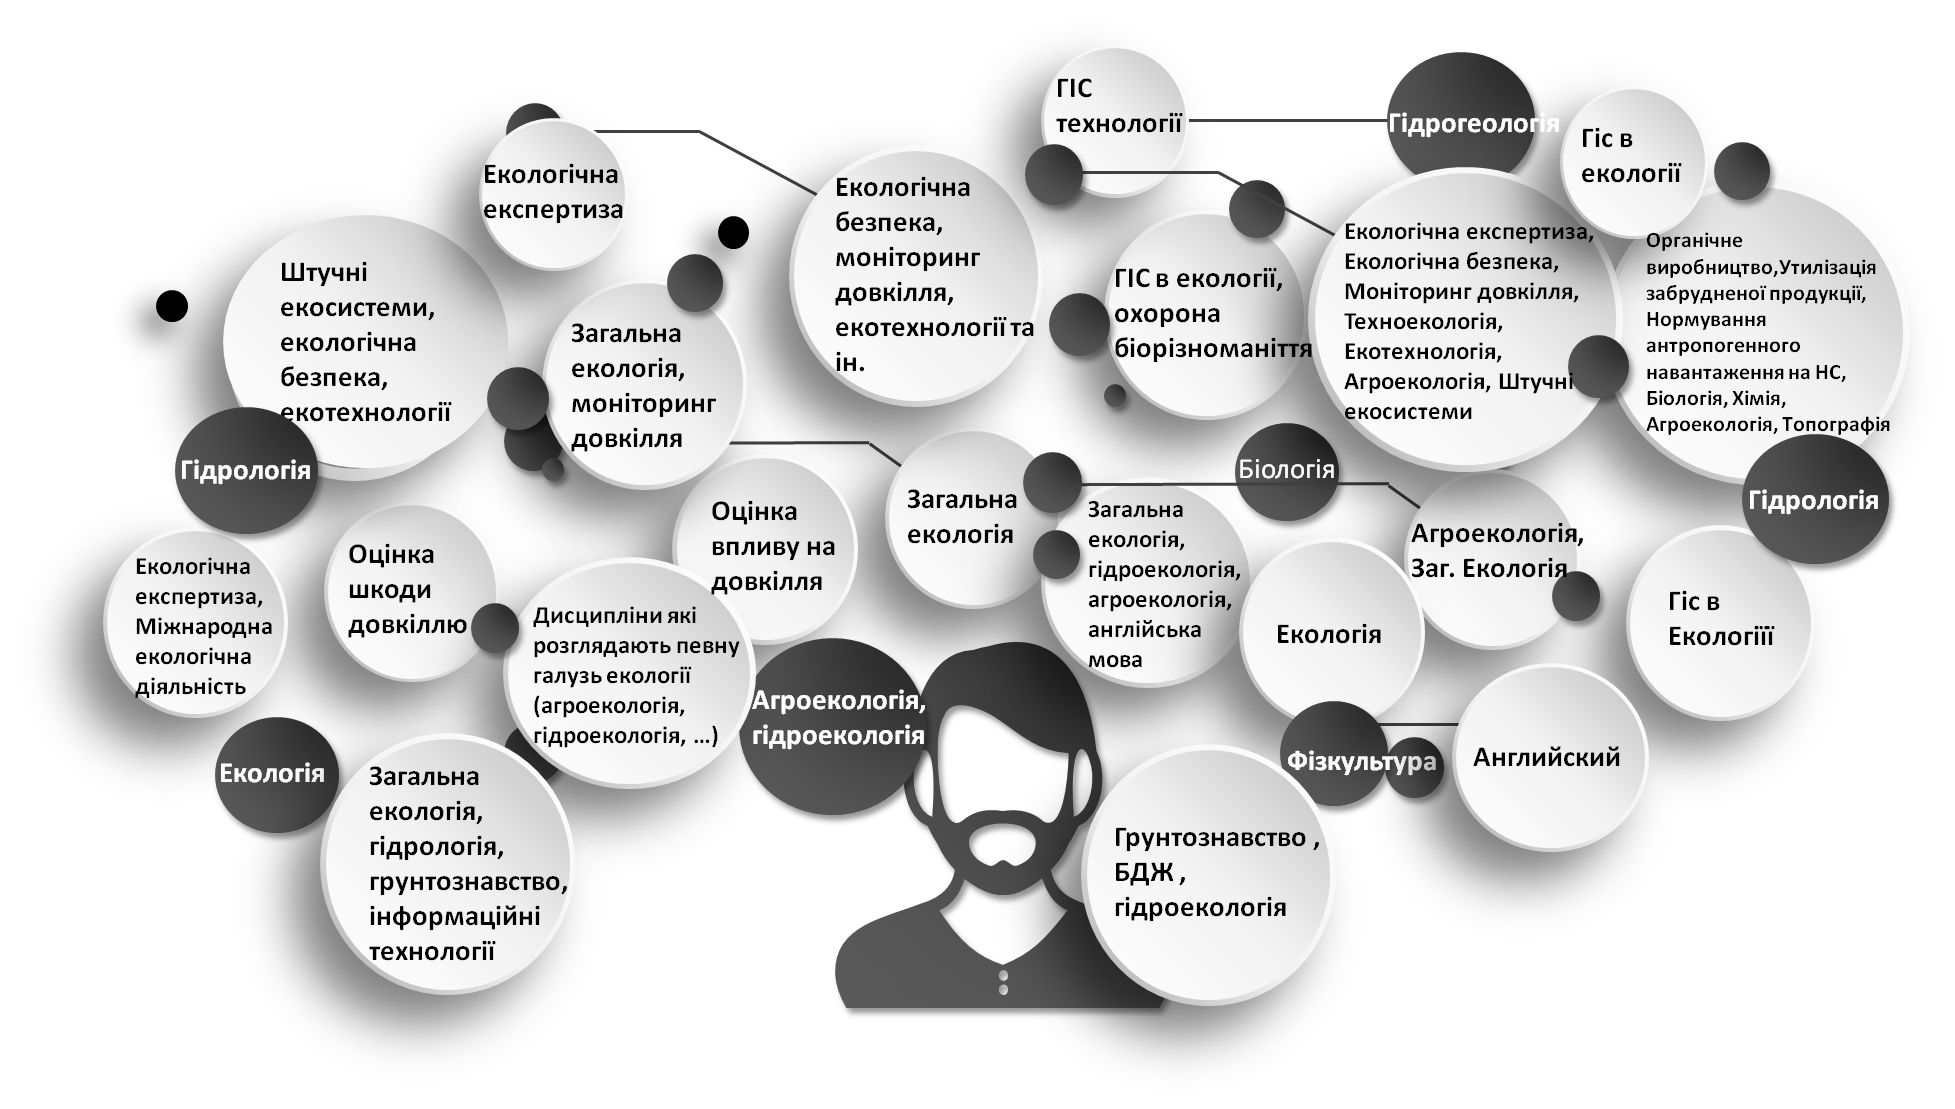 ГІС
технології
Гідрогеологія
Гіс в
екології
Екологічна
експертиза
Екологічна
безпека,
моніторинг
довкілля,
екотехнології та
ін.
Штучні
екосистеми,
екологічна
безпека,
екотехнології
Загальна
екологія,
моніторинг
довкілля
ГІС в екології,
охорона
біорізноманіття
Екологічна експертиза,
Екологічна безпека,
Моніторинг довкілля,
Техноекологія,
Екотехнологія,
Агроекологія, Штучні
екосистеми
Органічне
виробництво,Утилізація
забрудненої продукції,
Нормування
антропогенного
навантаження на НС,
Біологія, Хімія,
Агроекологія, Топографія
Гідрологія
Біологія
Гідрологія
Оцінка
впливу на
довкілля
Загальна
екологія
Загальна
екологія,
гідроекологія,
агроекологія,
англійська
мова
Агроекологія,
Заг. Екологія
Екологічна
експертиза,
Міжнародна
екологічна
діяльність
Оцінка
шкоди
довкіллю
Дисципліни які
розглядають певну
галузь екології
(агроекологія,
гідроекологія, ...)
Екологія
Гіс в
Екологіїї
Агроекологія,
гідроекологія
Екологія
Фізкультура
Английский
Загальна
екологія,
гідрологія,
грунтознавство,
інформаційні
технології
Грунтознавство ,
БДЖ ,
гідроекологія